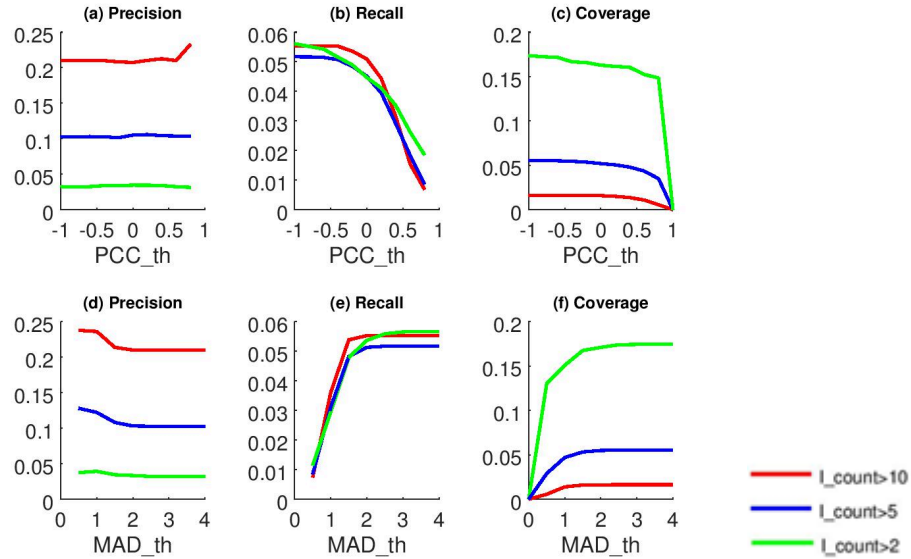 (a) Precision
0.25
0.2
0.15
0.1
0.05
0
-1 -0.5 0 0.5 1
PCC_th
(b) Recall
0.06
0.05
0.04
0.03
0.02
0.01
0
-1 -0.5 0 0.5 1
PCC_th
(c) Coverage
0.2
0.15
0.1
0.05
0
-1 -0.5 0 0.5 1
PCC_th
(d) Precision
0.25
0.2
0.15
0.1
0.05
0
0 1 2 3 4
MAD_th
(e) Recall
0.06
0.05
0.04
0.03
0.02
0.01
0
0 1 2 3 4
MAD_th
(f) Coverage
0.2
0.15
0.1
0.05
0
0 1 2 3 4
MAD_th
I_count>10
I_count>5
I_count>2